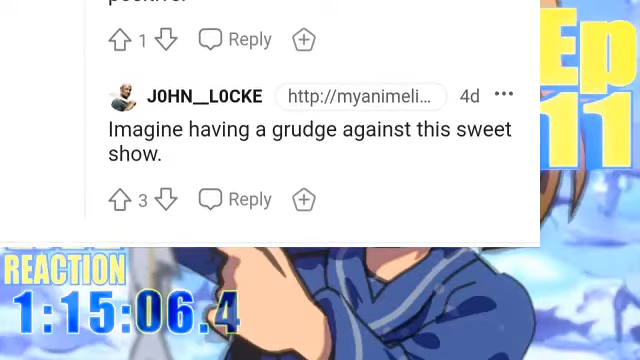 1 Reply
J0HN__L0CKE http://myanimeli... 4d ...
Imagine having a grudge against this sweet
show.
3 Reply
Ep
11
REACTION
1:15:06.4